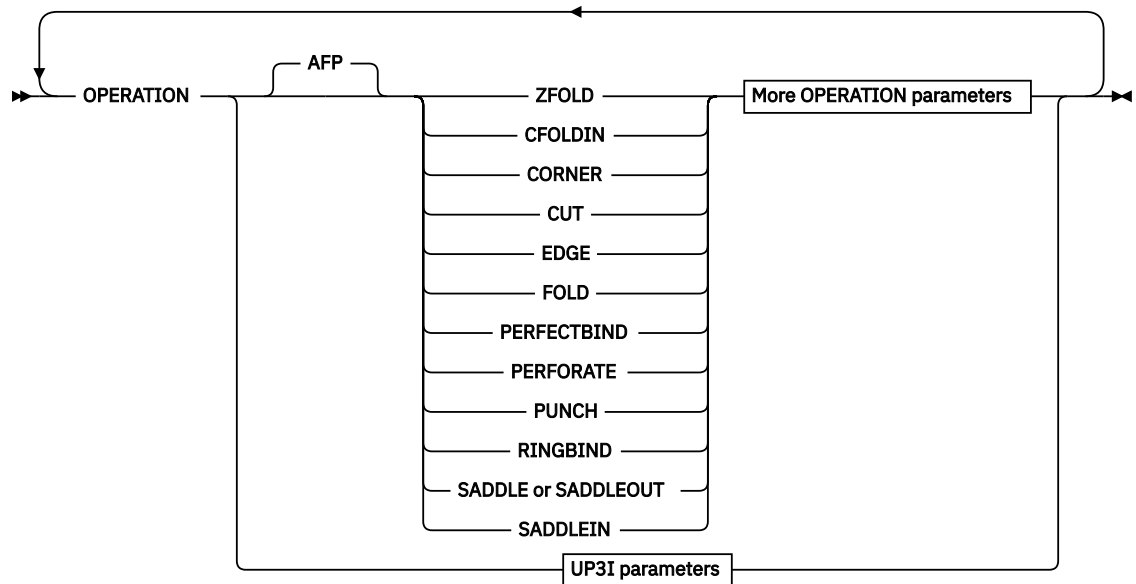 AFP
OPERATION
ZFOLD
More OPERATION parameters
CFOLDIN
CORNER
CUT
EDGE
FOLD
PERFECTBIND
PERFORATE
PUNCH
RINGBIND
SADDLE or SADDLEOUT
SADDLEIN
UP3I parameters